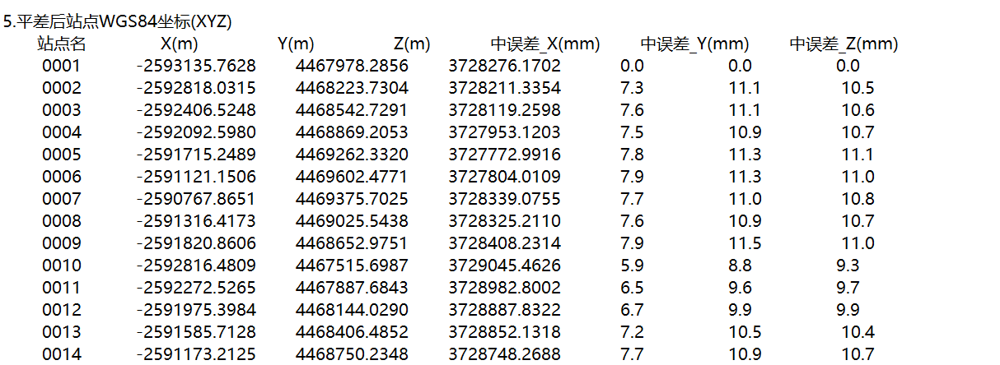 5.平差后站点WGS84坐标(XYZ)
站点名 X(m) Y(m) Z(m) 中误差_X(mm) 中误差_Y(mm) 中误差_Z(mm)
0001 -2593135.7628 4467978.2856 3728276.1702 0.0 0.0 0.0
0002 -2592818.0315 4468223.7304 3728211.3354 7.3 11.1 10.5
0003 -2592406.5248 4468542.7291 3728119.2598 7.6 11.1 10.6
0004 -2592092.5980 4468869.2053 3727953.1203 7.5 10.9 10.7
0005 -2591715.2489 4469262.3320 3727772.9916 7.8 11.3 11.1
0006 -2591121.1506 4469602.4771 3727804.0109 7.9 11.3 11.0
0007 -2590767.8651 4469375.7025 3728339.0755 7.7 11.0 10.8
0008 -2591316.4173 4469025.5438 3728325.2110 7.6 10.9 10.7
0009 -2591820.8606 4468652.9751 3728408.2314 7.9 11.5 11.0
0010 -2592816.4809 4467515.6987 3729045.4626 5.9 8.8 9.3
0011 -2592272.5265 4467887.6843 3728982.8002 6.5 9.6 9.7
0012 -2591975.3984 4468144.0290 3728887.8322 6.7 9.9 9.9
0013 -2591585.7128 4468406.4852 3728852.1318 7.2 10.5 10.4
0014 -2591173.2125 4468750.2348 3728748.2688 7.7 10.9 10.7